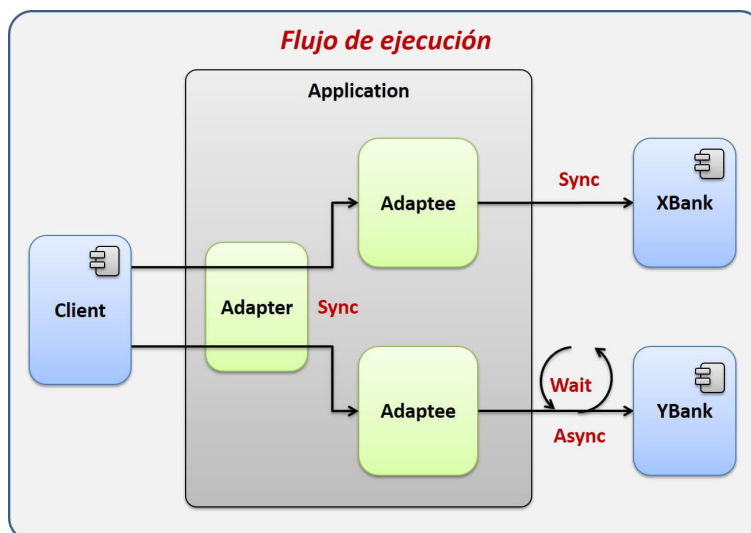 Flujo de ejecución
Application
Adaptee
Sync
XBank
Client
Adapter
Sync
Adaptee
Wait
Async
YBank